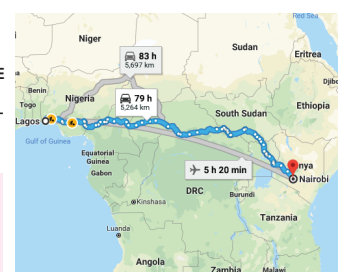 Red Sea
Niger
83 h
5,697 km
Sudan
Eritrea
Benin
Togo
Nigeria
79 h
5,264 km
Djibo
Lagos
South Sudan
Ethiopia
Gulf of Guinea
Equatorial
Guinea
Gabon
5 h 20 min
nya
Nairobi
DRC
Burundi
Kinshasa
Tanzania
Luanda
Angola
Zambia
Malawi